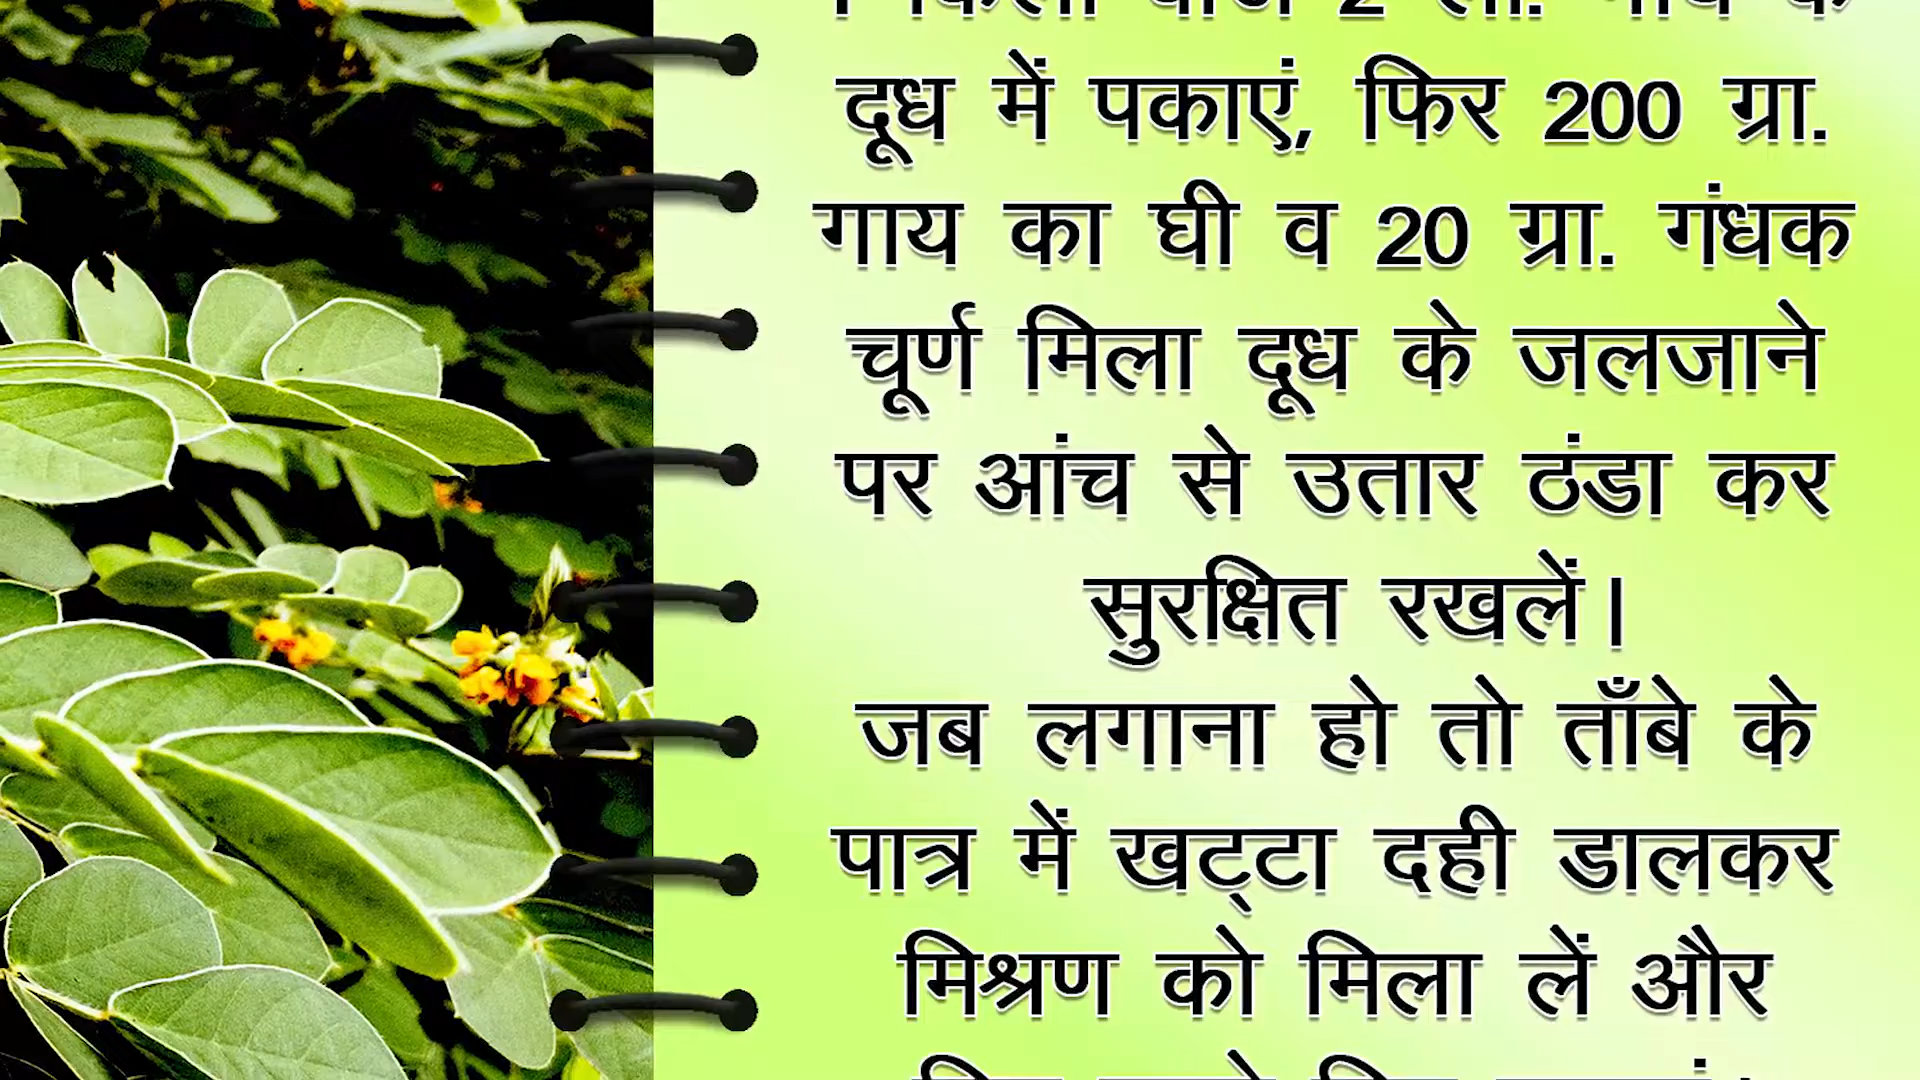 दूध में पकाएं, फिर 200 ग्रा.
गाय का घी व 20 ग्रा. गंधक
चूर्ण मिला दूध के जलजाने
पर आंच से उतार ठंडा कर
सुरक्षित रखलें।
जब लगाना हो तो ताँबे के
पात्र में खट्टा दही डालकर
मिश्रण को मिला लें और